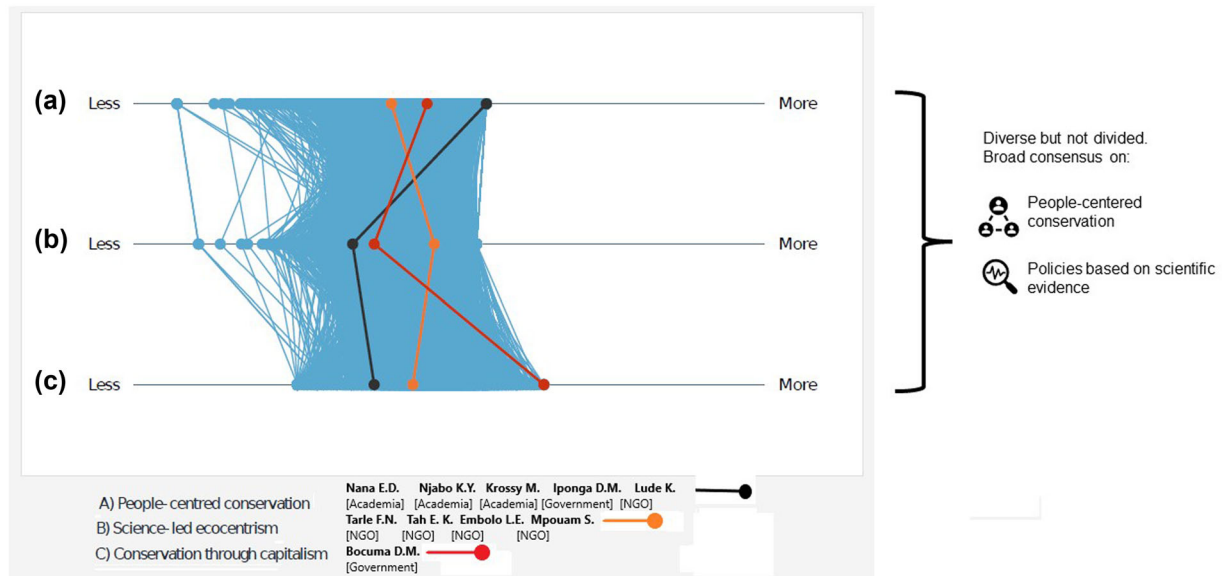 (a) Less More
Diverse but not divided.
Broad consensus on:
People-centered
conservation
(b) Less More
Policies based on scientific
evidence
(c) Less More
A) People- centred conservation
B) Science- led ecocentrism
C) Conservation through capitalism
Nana E.D. Njabo K.Y. Krossy M. Iponga D.M. Lude K.
[Academia] [Academia] [Academia] [Government] [NGO]
Tarle F.N. Tah E. K. Embolo L.E. Mpouam S.
[NGO] [NGO] [NGO] [NGO]
Bocuma D.M.
[Government]